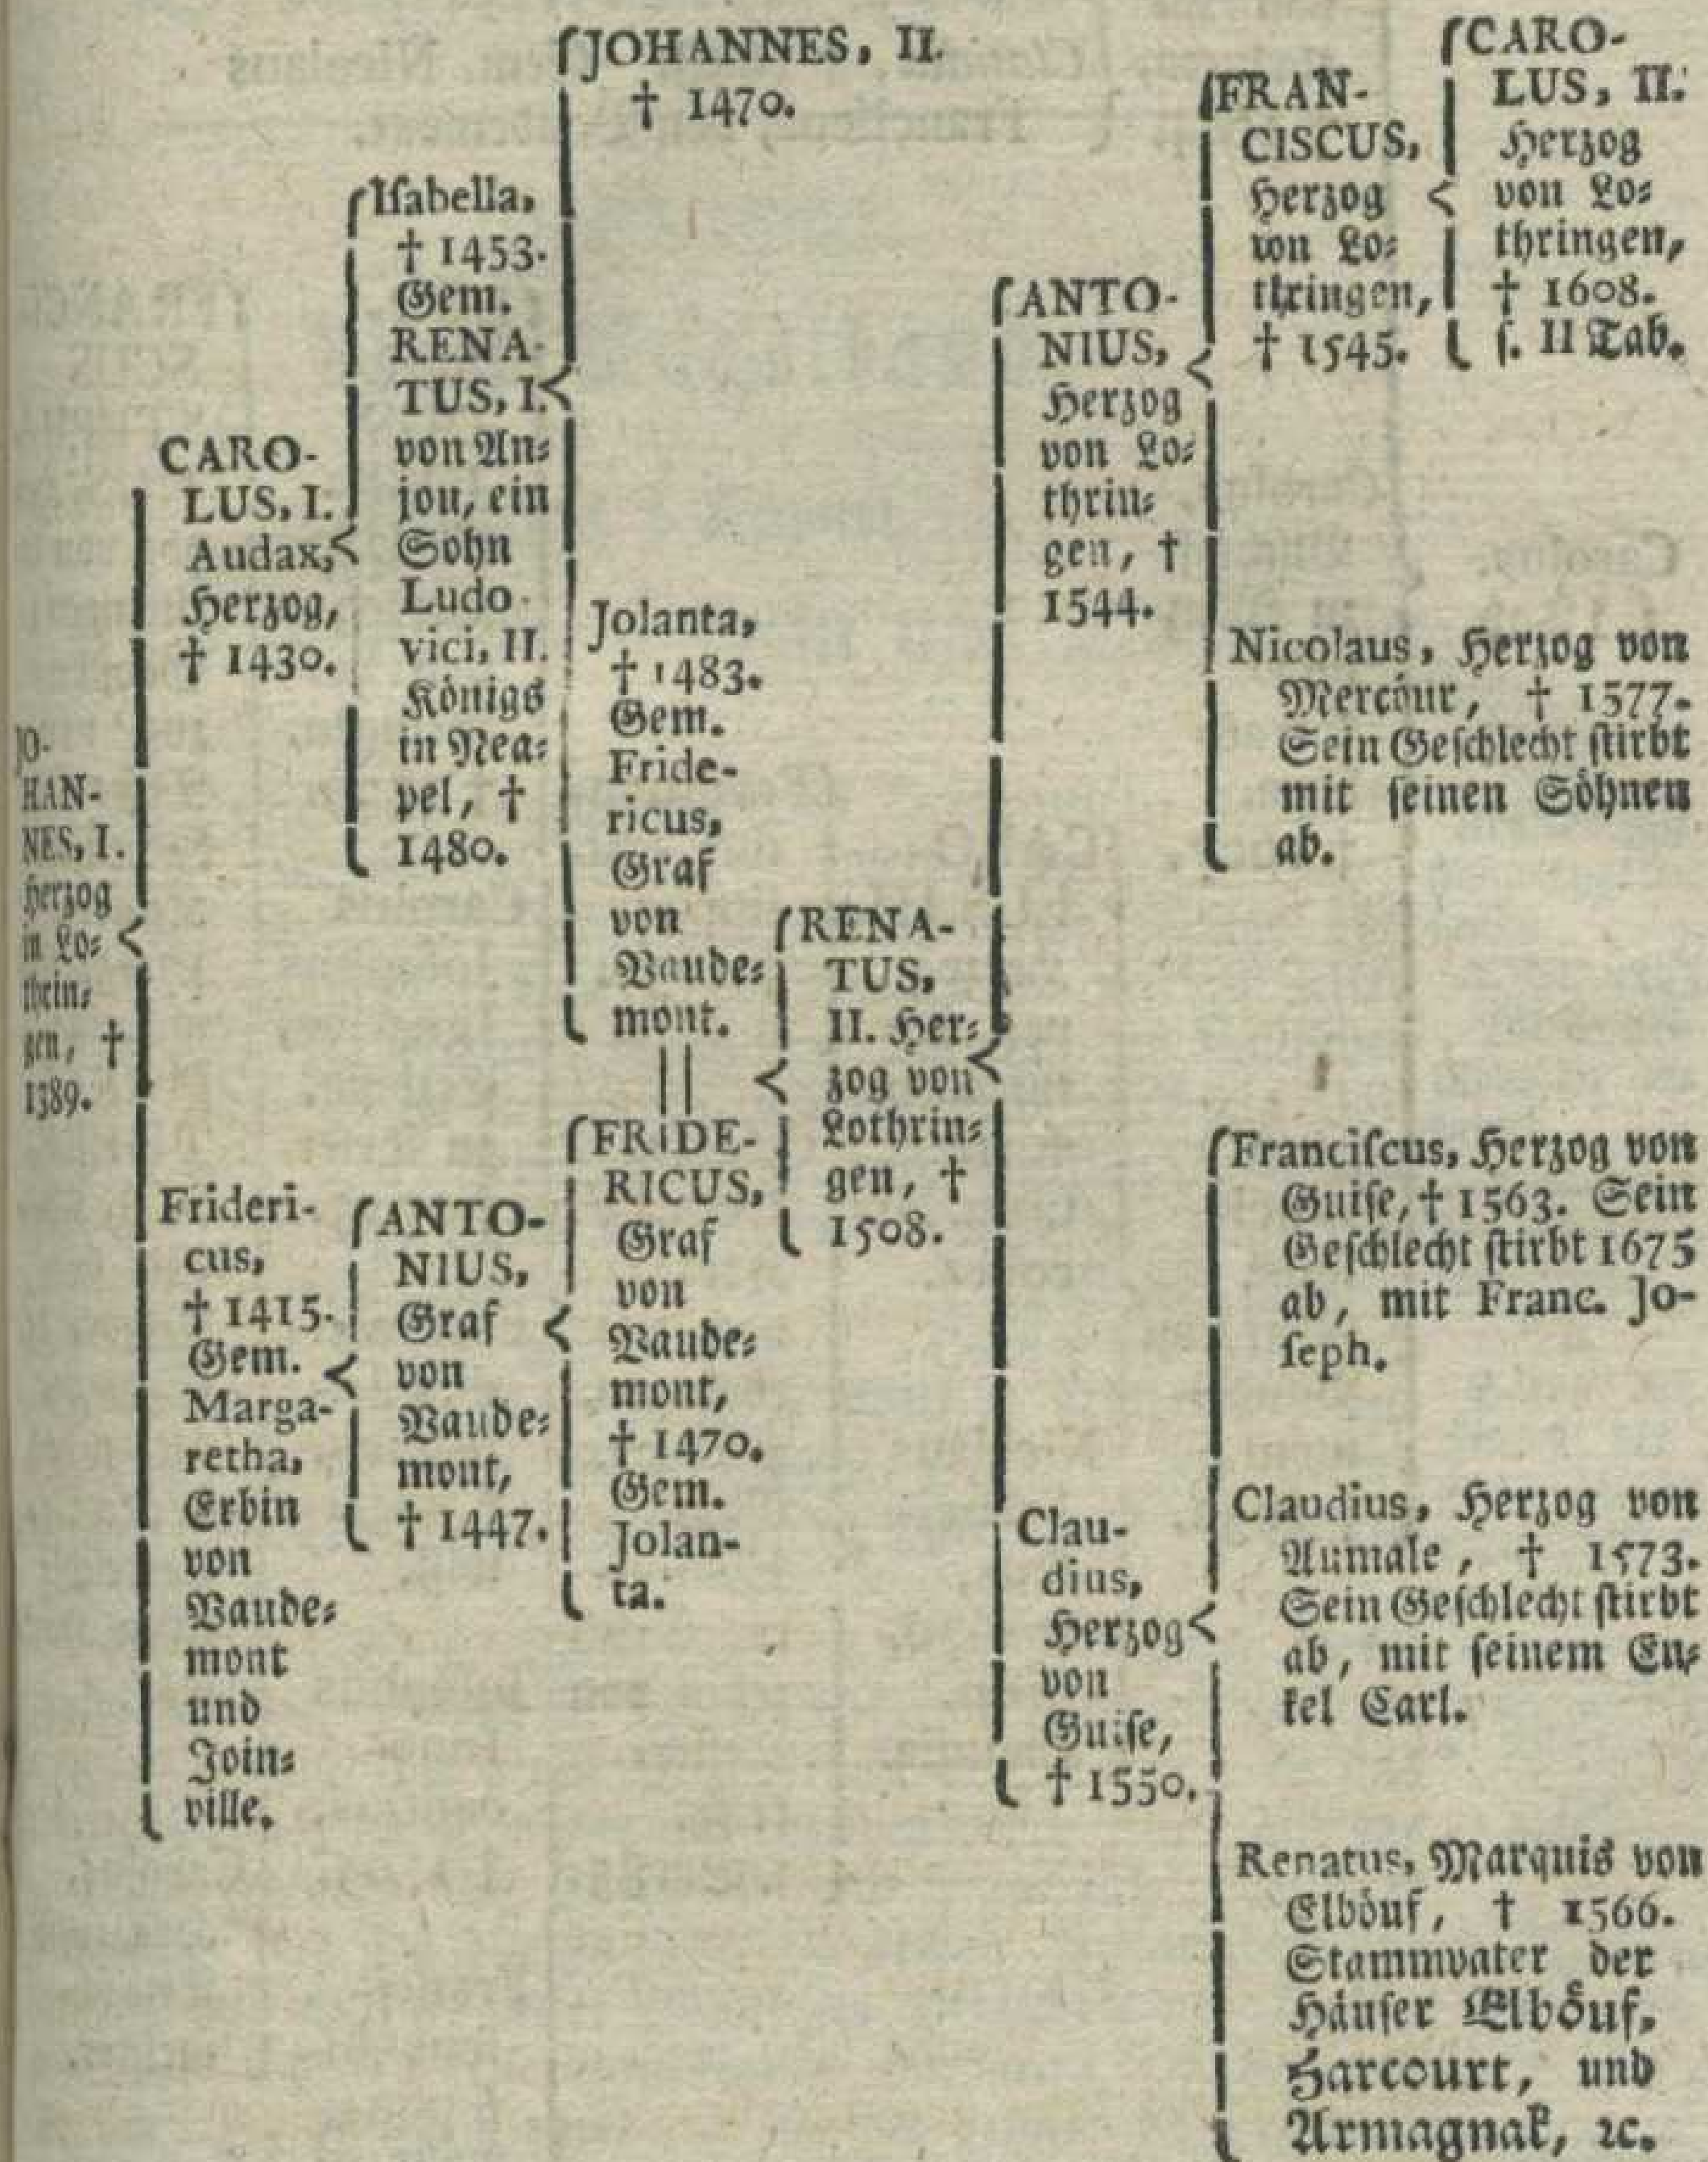 JO-
HAN-
NES, I.
Herzog
in Lo⸗
thrin⸗
gen, †
1389.
CARO-
LUS, I.
Audax,
Herzog,
† 1430.
Frideri-
cus,
† 1415.
Gem.
Marga-
retha,
Erbin
von
Vaude⸗
mont
und
Join⸗
ville.
Iſabella,
† 1453.
Gem.
RENA-
TUS, I.
von An⸗
jou, ein
Sohn
Ludo-
vici, II.
Königs
in Nea⸗
pel, †
1480.
ANTO-
NIUS,
Graf
von
Vaude⸗
mont,
† 1447.
JOHANNES, II.
† 1470.
Jolanta,
† 1483.
Gem.
Fride-
ricus,
Graf
von
Vaude⸗
mont.
FRIDE-
RICUS,
Graf
von
Vaude⸗
mont,
† 1470.
Gem.
Jolan-
ta.
RENA-
TUS,
II. Her⸗
zog von
Lothrin⸗
gen, †
1508.
ANTO-
NIUS,
Herzog
von Lo⸗
thrin⸗
gen, †
1544.
Clau-
dius,
Herzog
von
Guiſe,
† 1550.
FRAN-
CISCUS,
Herzog
von Lo⸗
thringen,
† 1545.
CARO-
LUS, II.
Herzog
von Lo⸗
thringen,
† 1608.
ſ. II Tab.
Nicolaus, Herzog von
Mercöur, † 1577.
Sein Geſchlecht ſtirbt
mit ſeinen Söhnen
ab.
Franciſcus, Herzog von
Guiſe, † 1563. Sein
Geſchlecht ſtirbt 1675
ab, mit Franc. Jo-
ſeph.
Claudius, Herzog von
Aumale, † 1573.
Sein Geſchlecht ſtirbt
ab, mit ſeinem En⸗
kel Carl.
Renatus, Marquis von
Elböuf, † 1566.
Stammvater der
Häuſer Elböuf,
Harcourt, und
Armagnak, ꝛc.